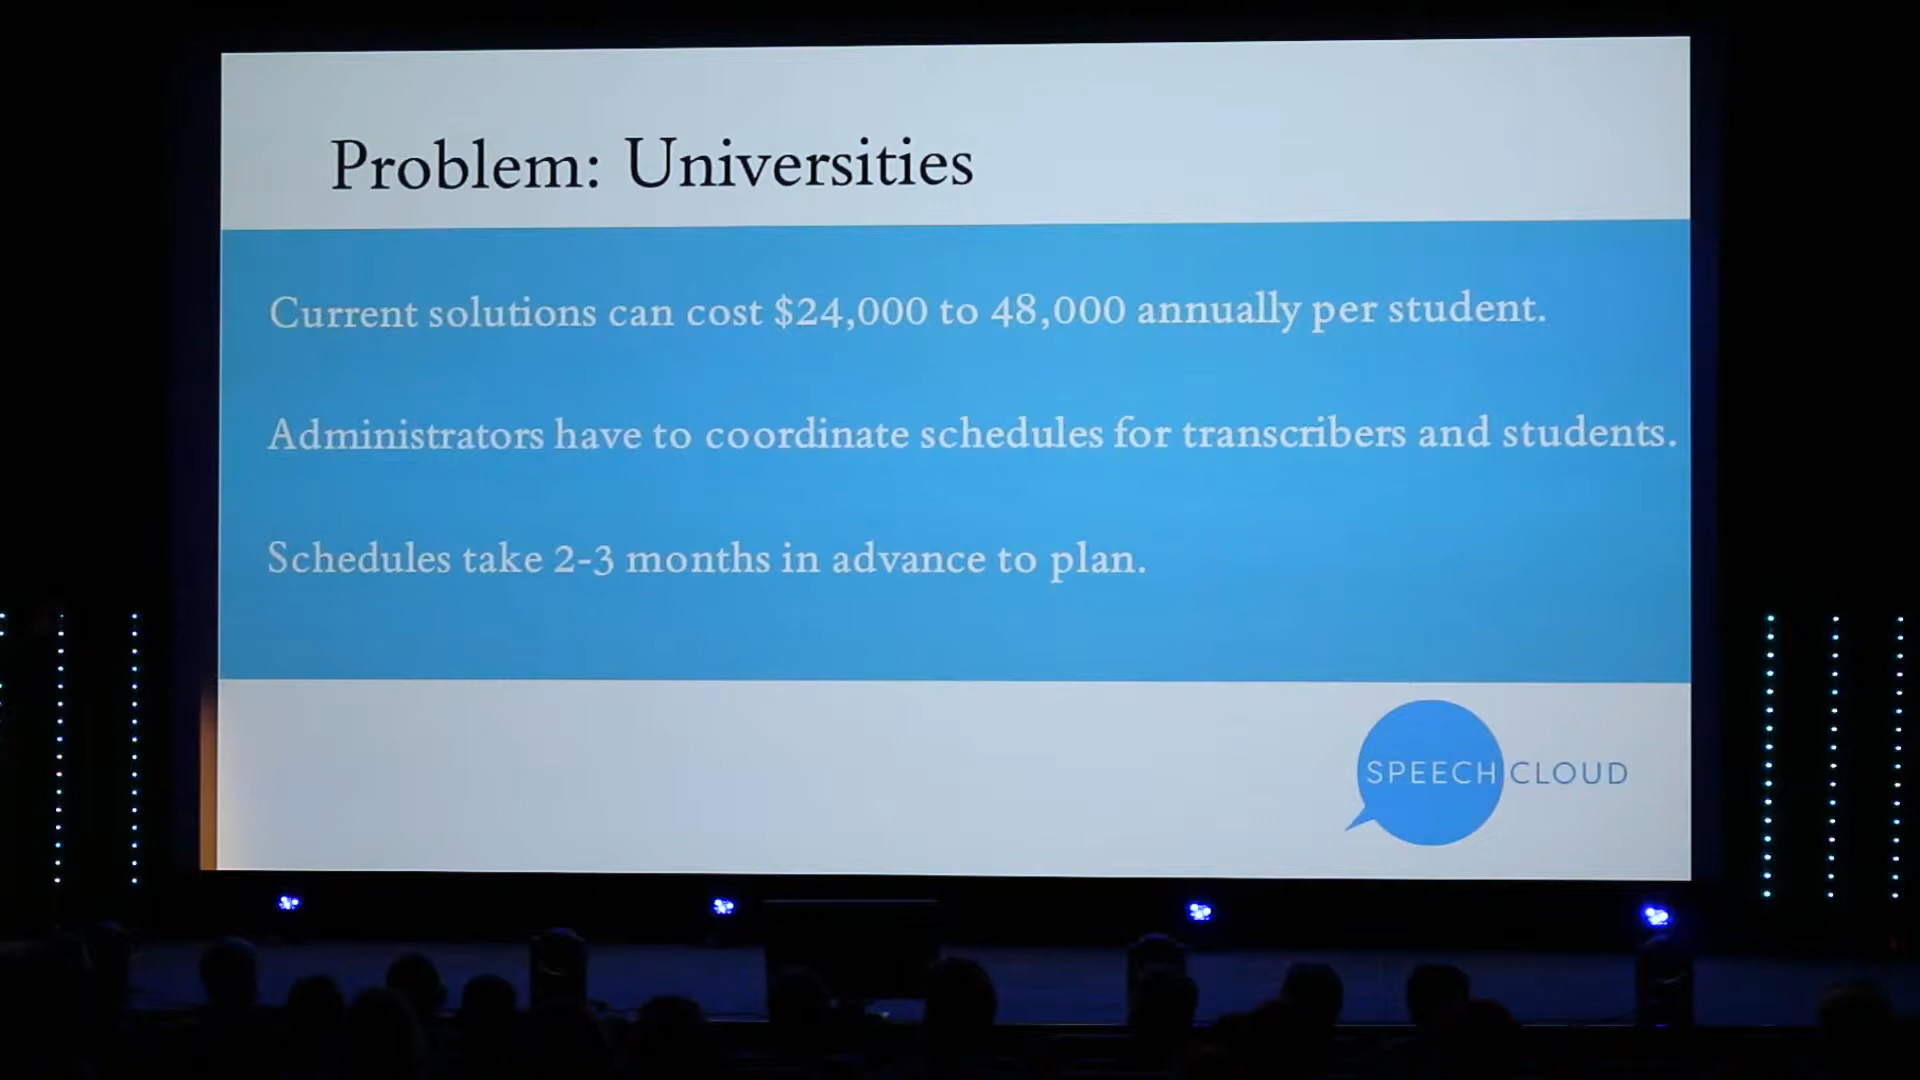 Problem: Universities
Current solutions can cost $24,000 to 48,000 annually per student.
Administrators have to coordinate schedules for transcribers and students.
Schedules take 2-3 months in advance to plan.
SPEECH CLOUD